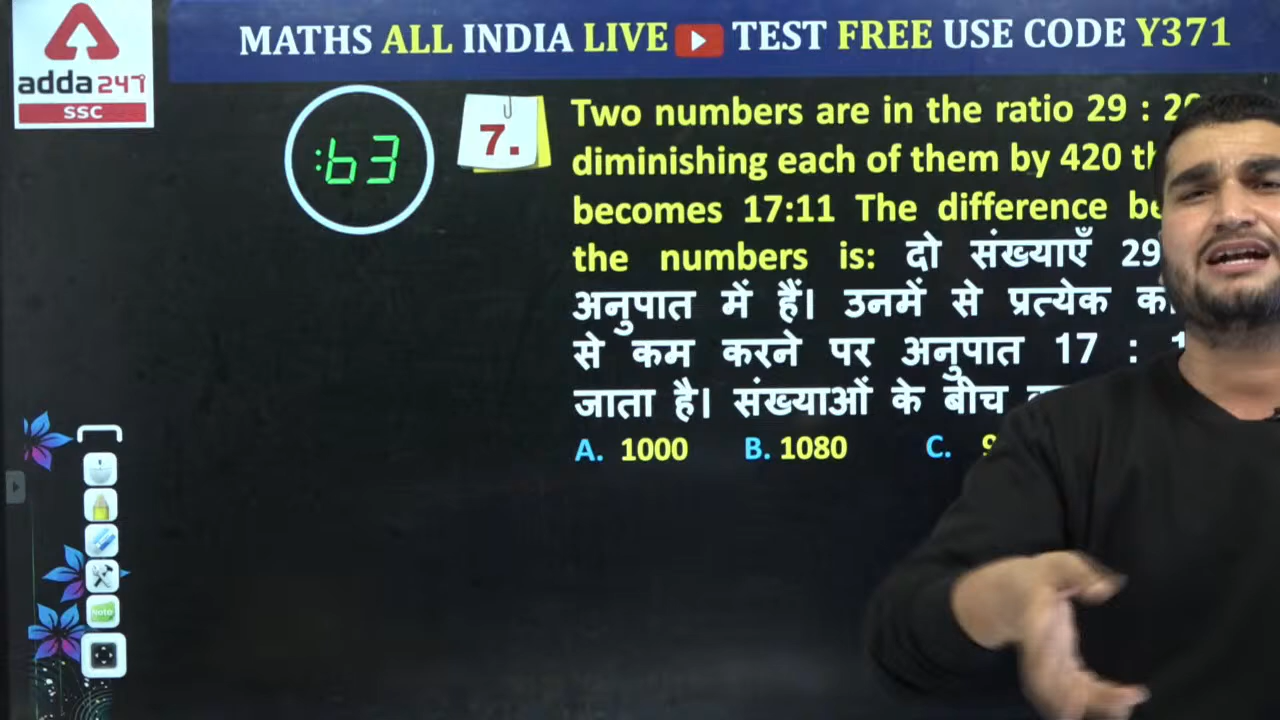 MATHS ALL INDIA LIVE TEST FREE USE CODE Y371
adda247
SSC
:63
7.
Two numbers are in the ratio 29 :
diminishing each of them by 420
becomes 17:11 The difference
the numbers is: दो संख्याएँ 29
अनुपात में हैं। उनमें से प्रत्येक
से कम करने पर अनुपात 17 :
जाता है। संख्याओं के बीच
A. 1000 B. 1080 C.
Note